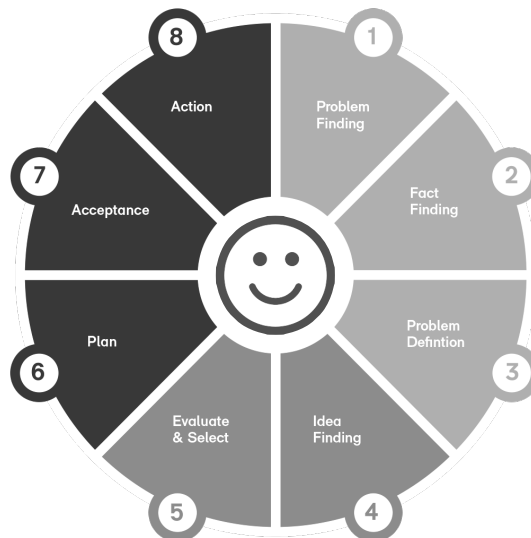 1
Problem
Finding
2
Fact
Finding
3
Problem
Defintion
4
Idea
Finding
5
Evaluate
& Select
6
Plan
7
Acceptance
8
Action